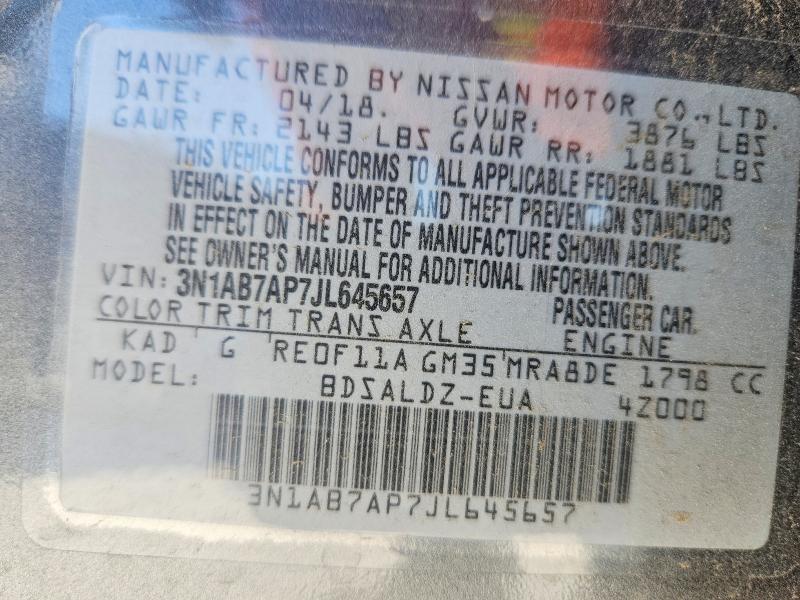 MANUFACTURED BY NISSAN MOTOR CO., LTD.
DATE: 04/18. GVWR: 3876 LBS
GAWR FR: 2143 LBS GAWR RR: 1881 LBS
THIS VEHICLE CONFORMS TO ALL APPLICABLE FEDERAL MOTOR
VEHICLE SAFETY, BUMPER AND THEFT PREVENTION STANDARDS
IN EFFECT ON THE DATE OF MANUFACTURE SHOWN ABOVE.
SEE OWNER'S MANUAL FOR ADDITIONAL INFORMATION.
VIN: 3N1AB7AP7JL645657 PASSENGER CAR.
COLOR TRIM TRANS AXLE ENGINE
KAD G RE0F11A GM35 MRA8DE 1798 CC
MODEL: BDSALDZ-EUA 4Z000
3N1AB7AP7JL645657